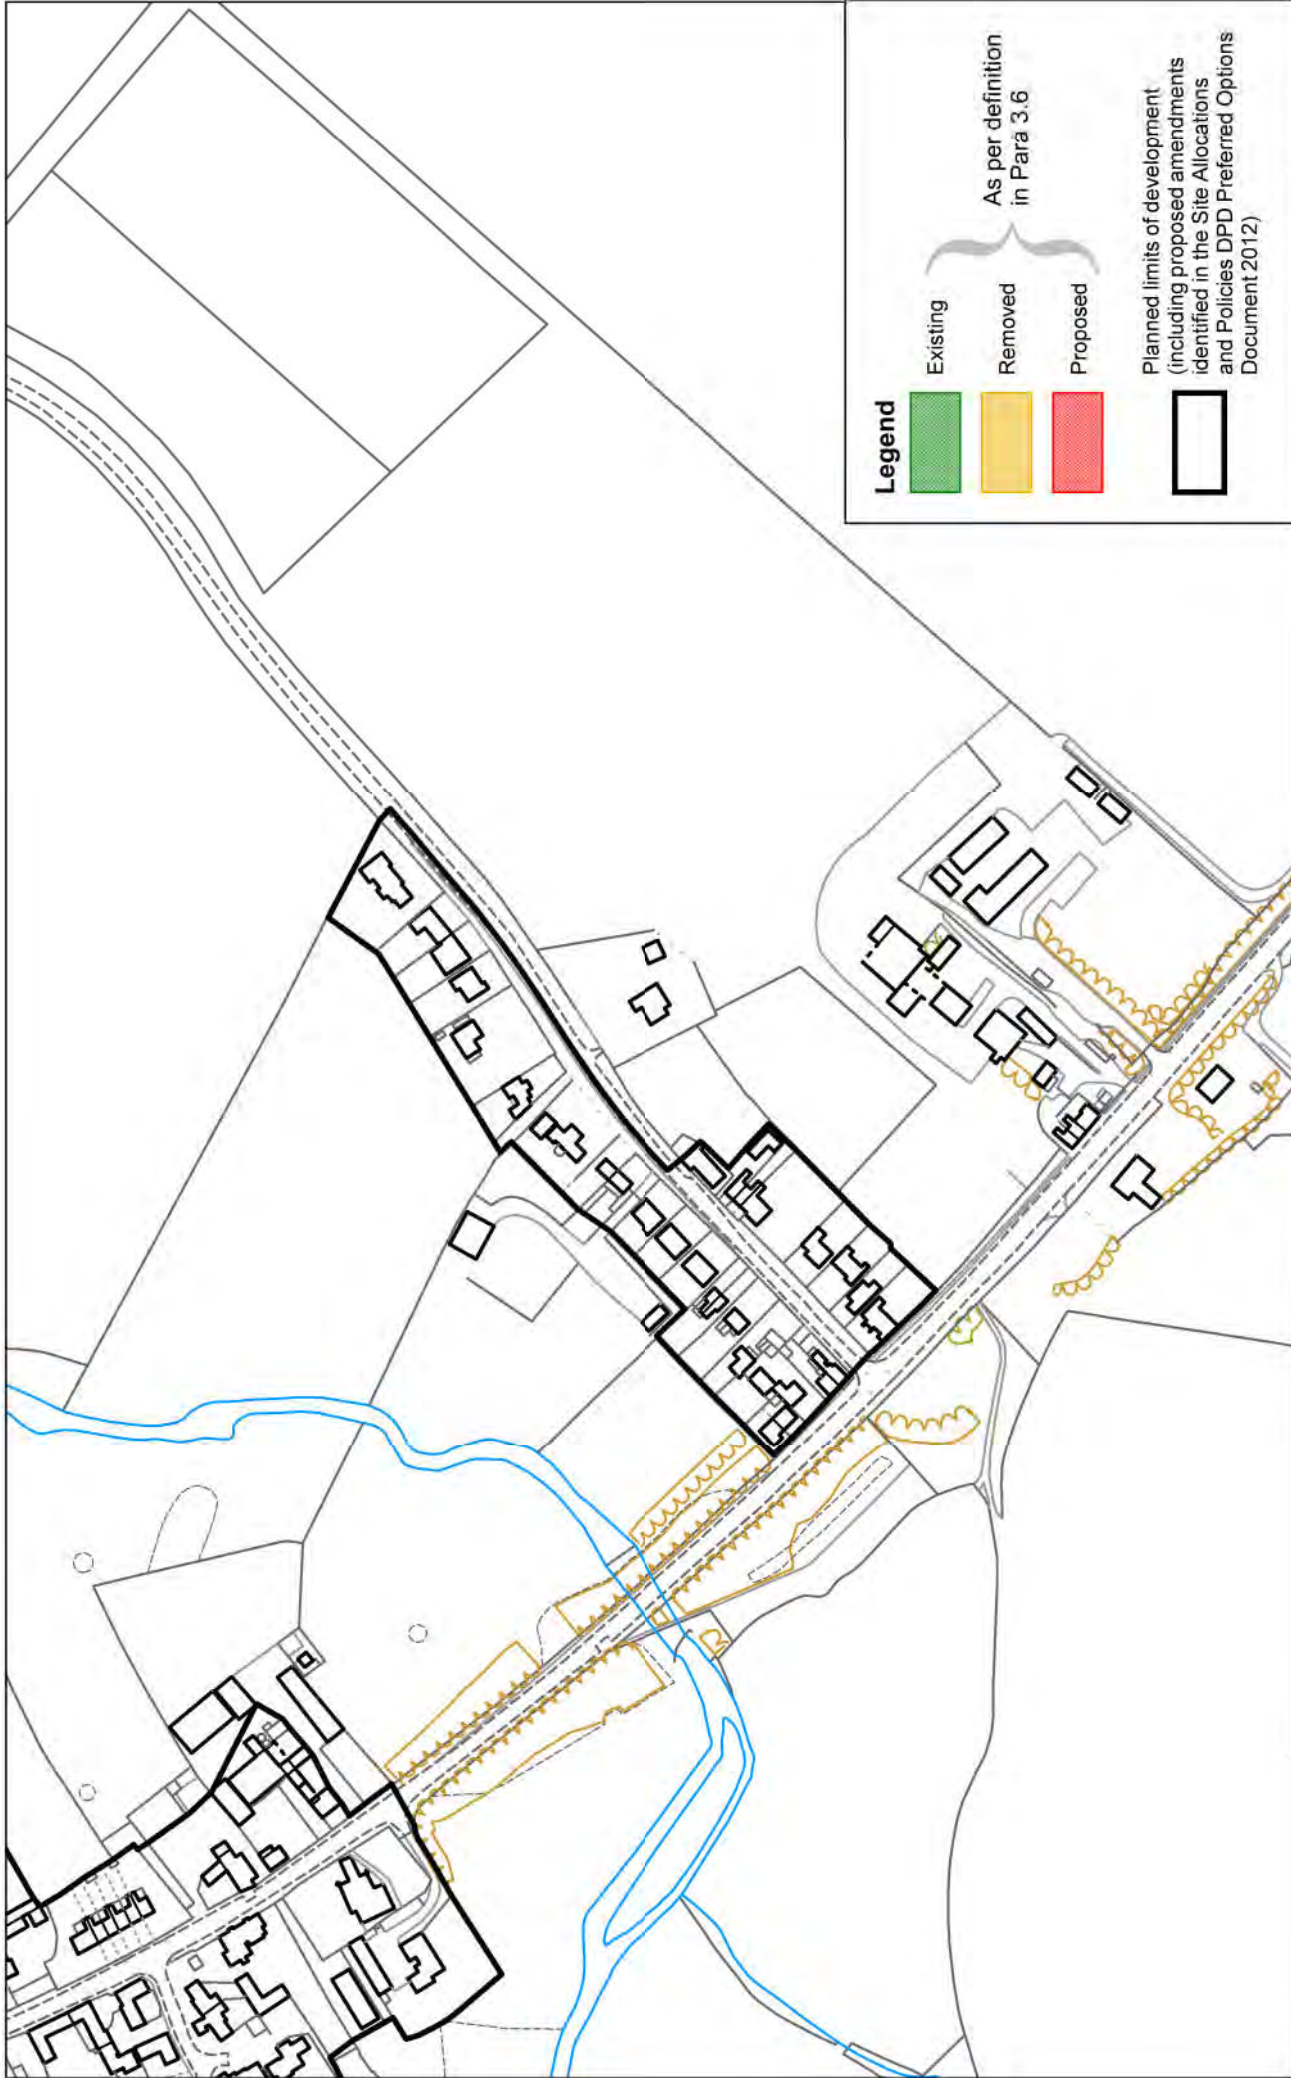 Legend
Existing
Removed
Proposed
As per definition
in Para 3.6
Planned limits of development
(including proposed amendments
identified in the Site Allocations
and Policies DPD Preferred Options
Document 2012)